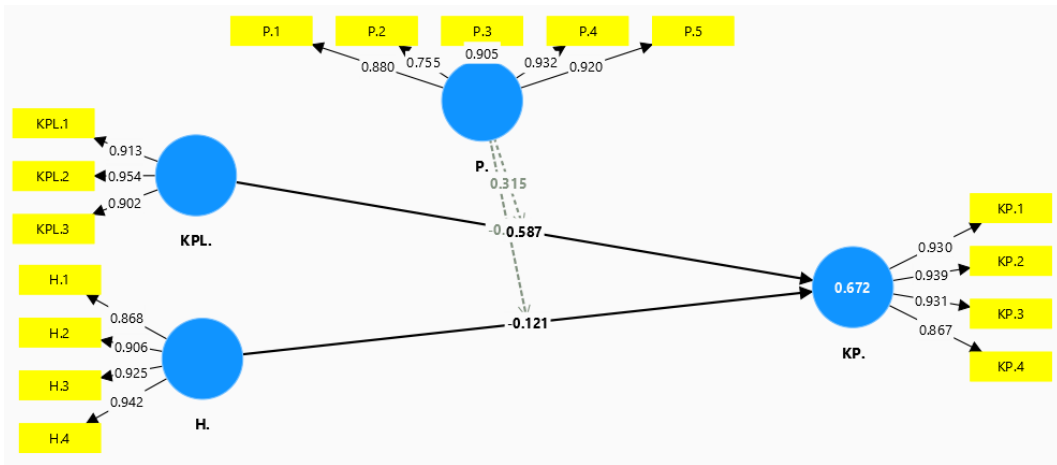 P.1 P.2 P.3 P.4 P.5
0.880 0.755 0.905 0.932 0.920
P.
KPL.1
KPL.2
KPL.3
0.913
0.954
0.902
KPL.
0.315
0.587
H.1
H.2
H.3
H.4
0.868
0.906
0.925
0.942
H.
-0.121
0.672
KP.
0.930
0.939
0.931
0.867
KP.1
KP.2
KP.3
KP.4